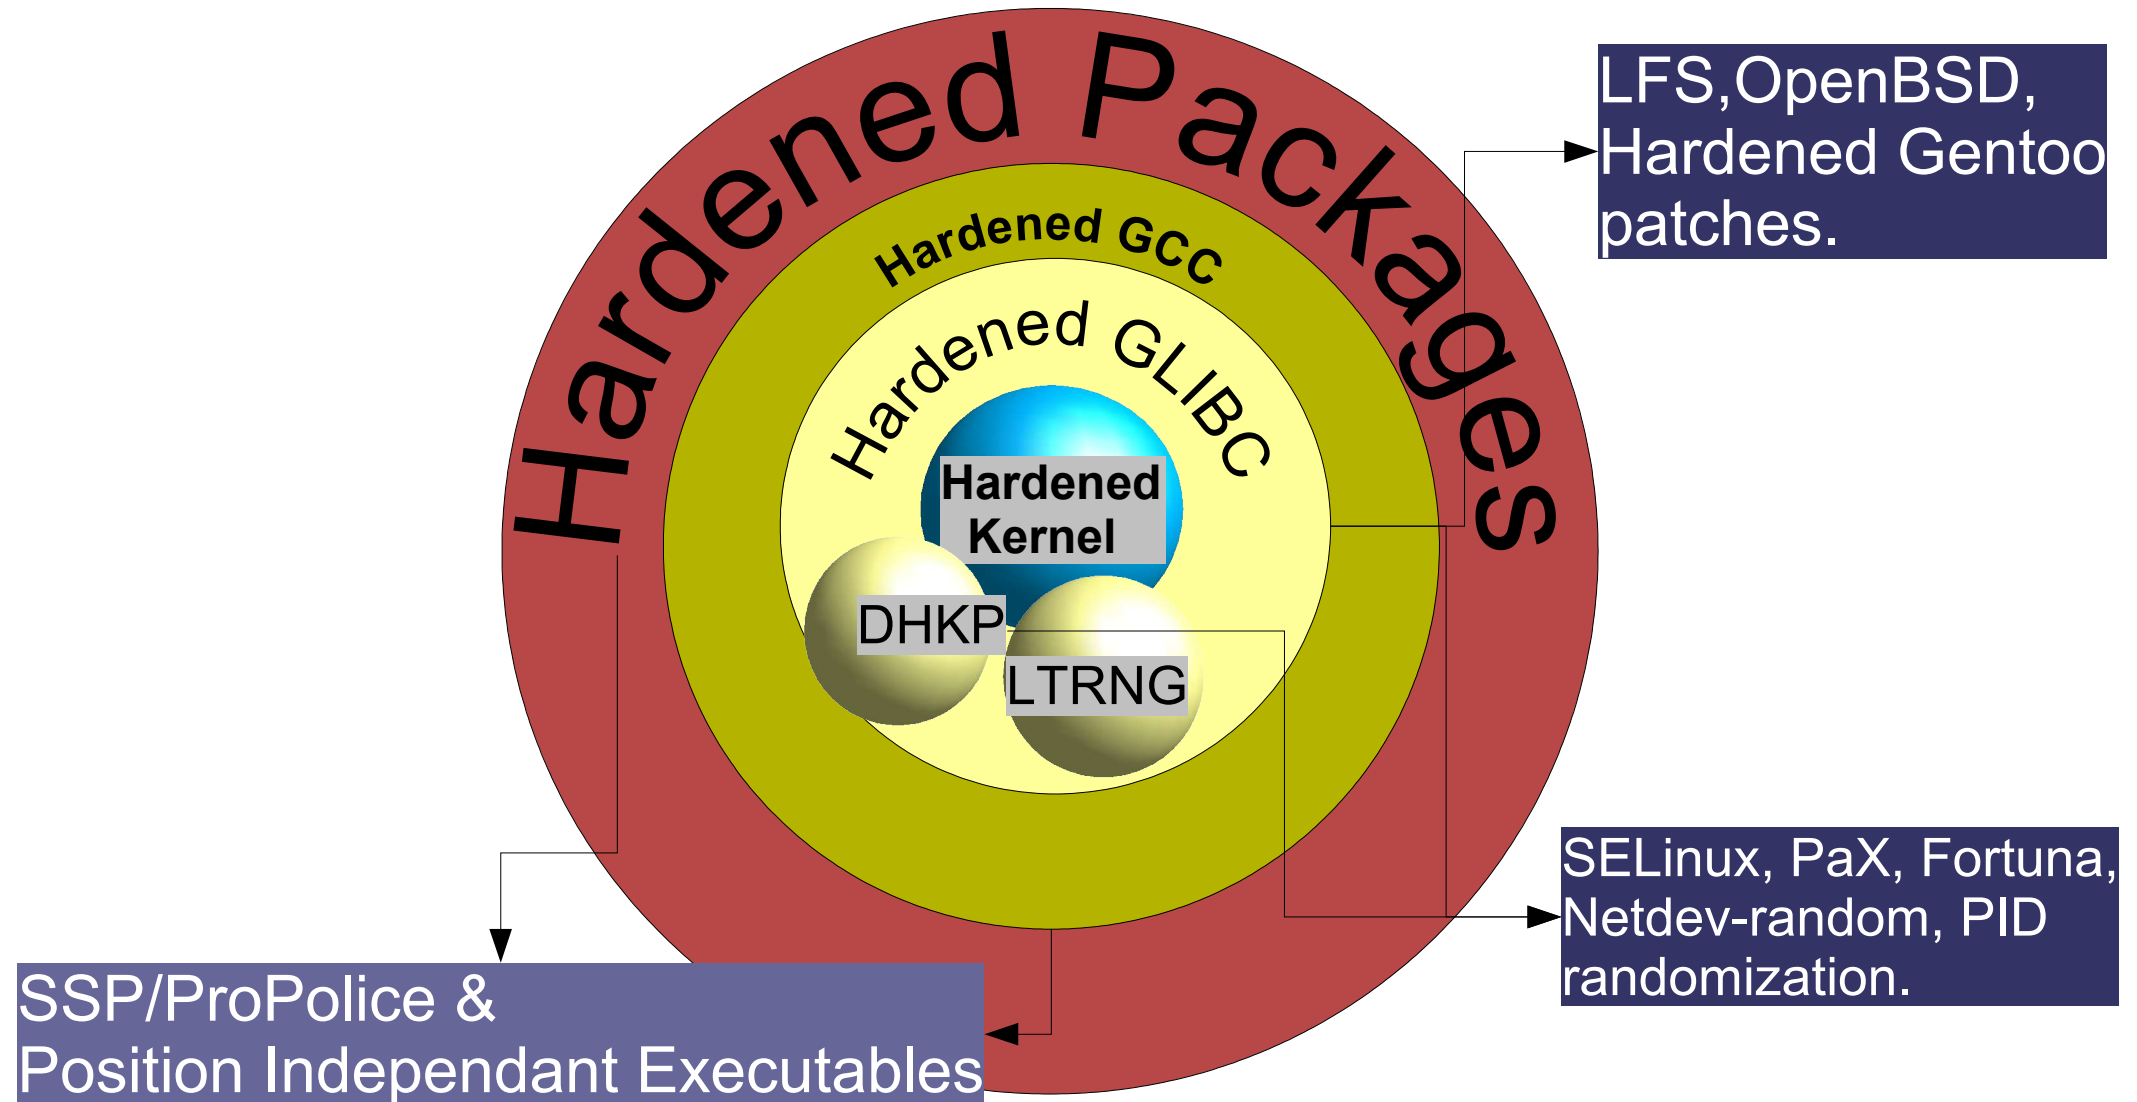 Hardened Packages
LFS,OpenBSD,
Hardened Gentoo
patches.
Hardened GCC
Hardened GLIBC
Hardened
Kernel
DHKP
LTRNG
SELinux, PaX, Fortuna,
Netdev-random, PID
randomization.
SSP/ProPolice &
Position Independant Executables